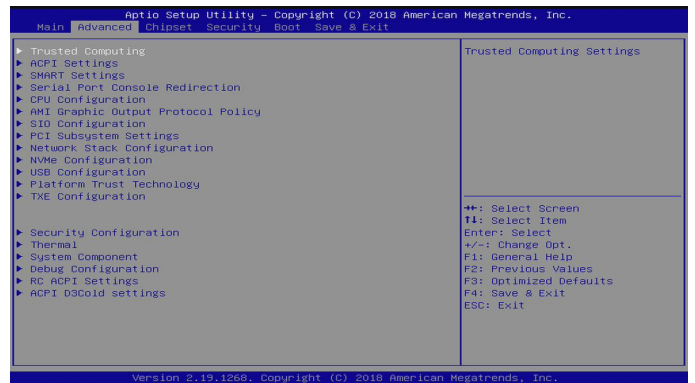 Aptio Setup Utility – Copyright (C) 2018 American Megatrends, Inc.
Main Advanced Chipset Security Boot Save & Exit
▶ Trusted Computing
▶ ACPI Settings
▶ SMART Settings
▶ Serial Port Console Redirection
▶ CPU Configuration
▶ AMI Graphic Output Protocol Policy
▶ SIO Configuration
▶ PCI Subsystem Settings
▶ Network Stack Configuration
▶ NVMe Configuration
▶ USB Configuration
▶ Platform Trust Technology
▶ TXE Configuration
▶ Security Configuration
▶ Thermal
▶ System Component
▶ Debug Configuration
▶ RC ACPI Settings
▶ ACPI D3Cold settings
Trusted Computing Settings
→←: Select Screen
↑↓: Select Item
Enter: Select
+/-: Change Opt.
F1: General Help
F2: Previous Values
F3: Optimized Defaults
F4: Save & Exit
ESC: Exit
Version 2.19.1268. Copyright (C) 2018 American Megatrends, Inc.